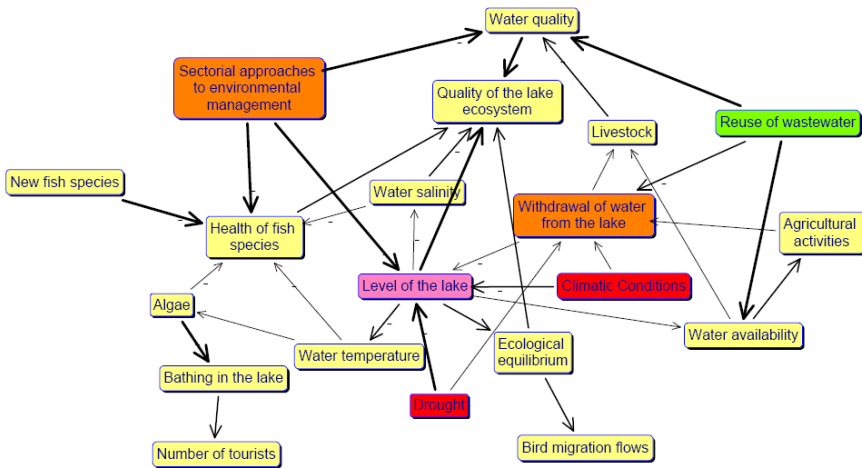 Water quality
Sectorial approaches
to environmental
management
Quality of the lake
ecosystem
Livestock
Reuse of wastewater
New fish species
Water salinity
Withdrawal of water
from the lake
Health of fish
species
Agricultural
activities
Level of the lake
Climatic Conditions
Algae
Water temperature
Ecological
equilibrium
Water availability
Bathing in the lake
Drought
Number of tourists
Bird migration flows